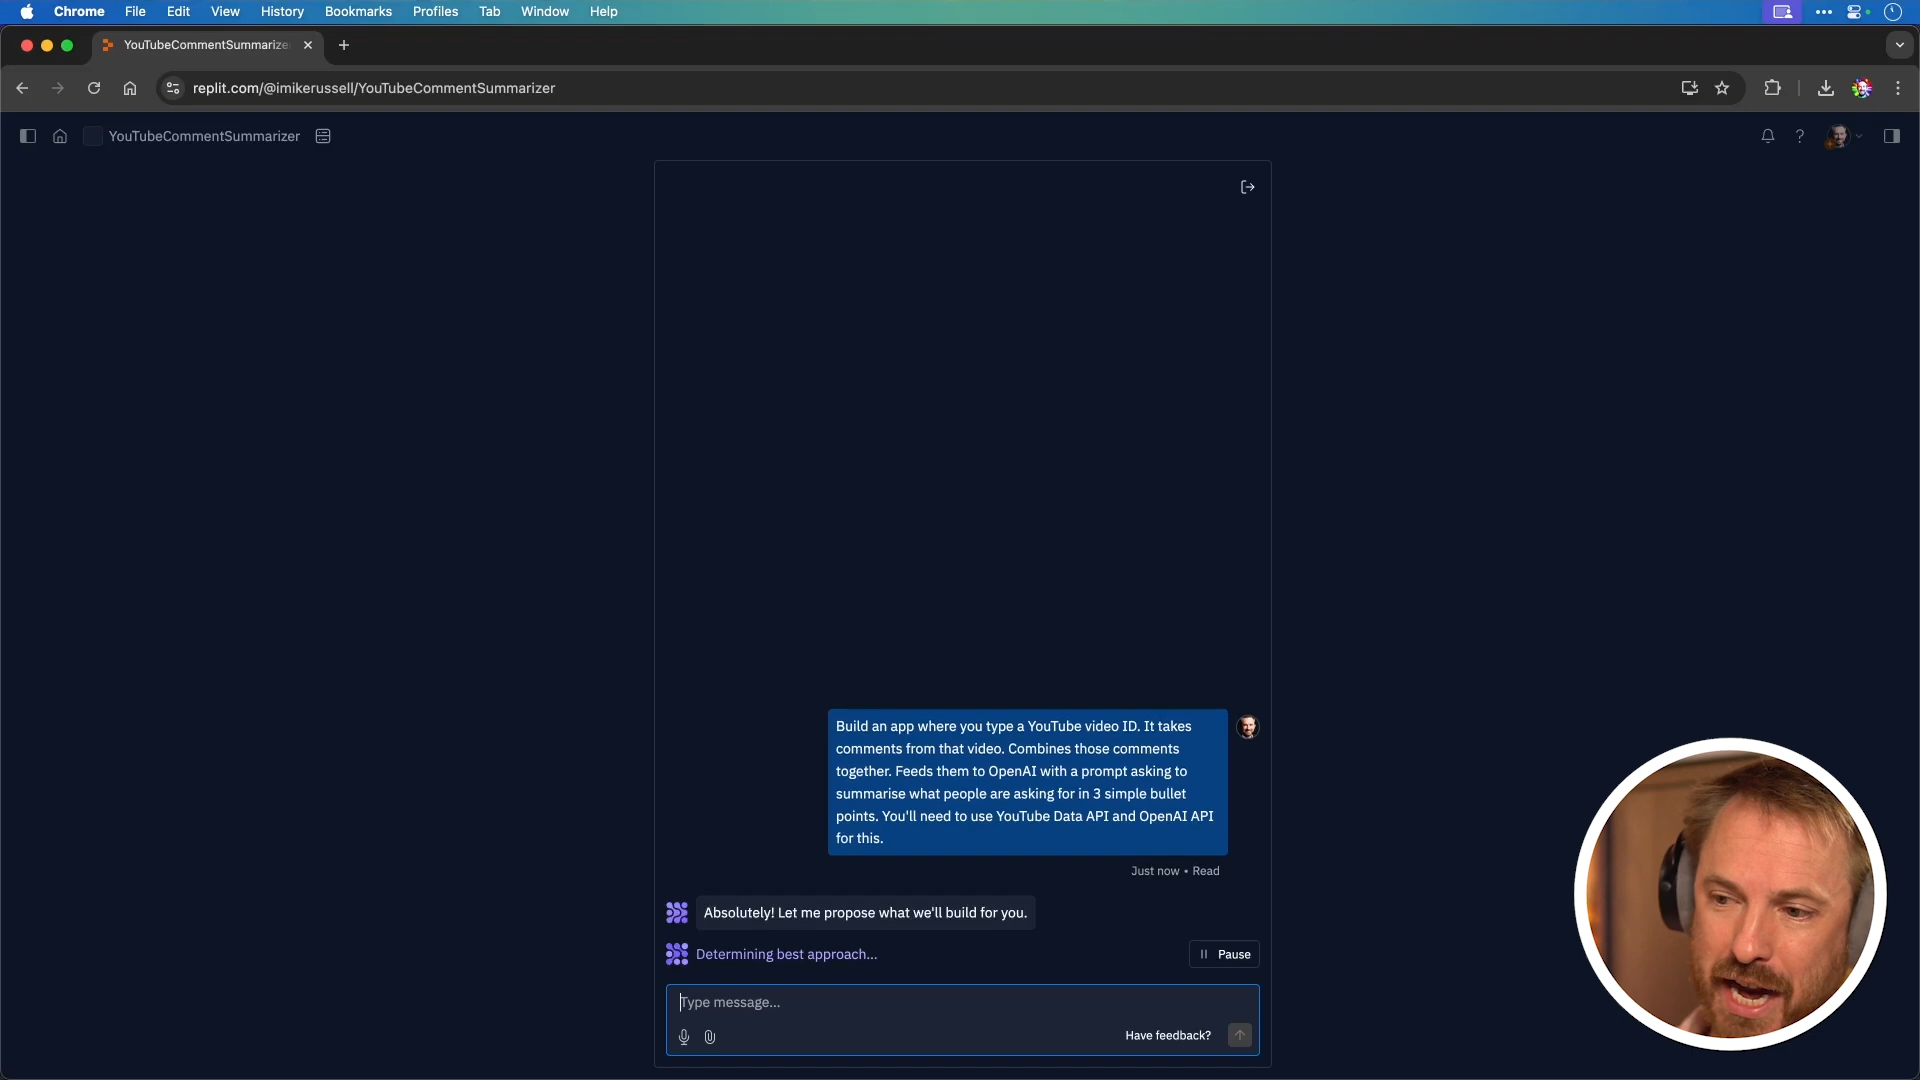 Chrome File Edit View History Bookmarks Profiles Tab Window Help
YouTubeCommentSummarize
replit.com/@imikerussell/YouTubeCommentSummarizer
YouTubeCommentSummarizer
Build an app where you type a YouTube video ID. It takes
comments from that video. Combines those comments
together. Feeds them to OpenAI with a prompt asking to
summarise what people are asking for in 3 simple bullet
points. You'll need to use YouTube Data API and OpenAI API
for this.
Just now • Read
Absolutely! Let me propose what we'll build for you.
Determining best approach...
Pause
Type message...
Have feedback?